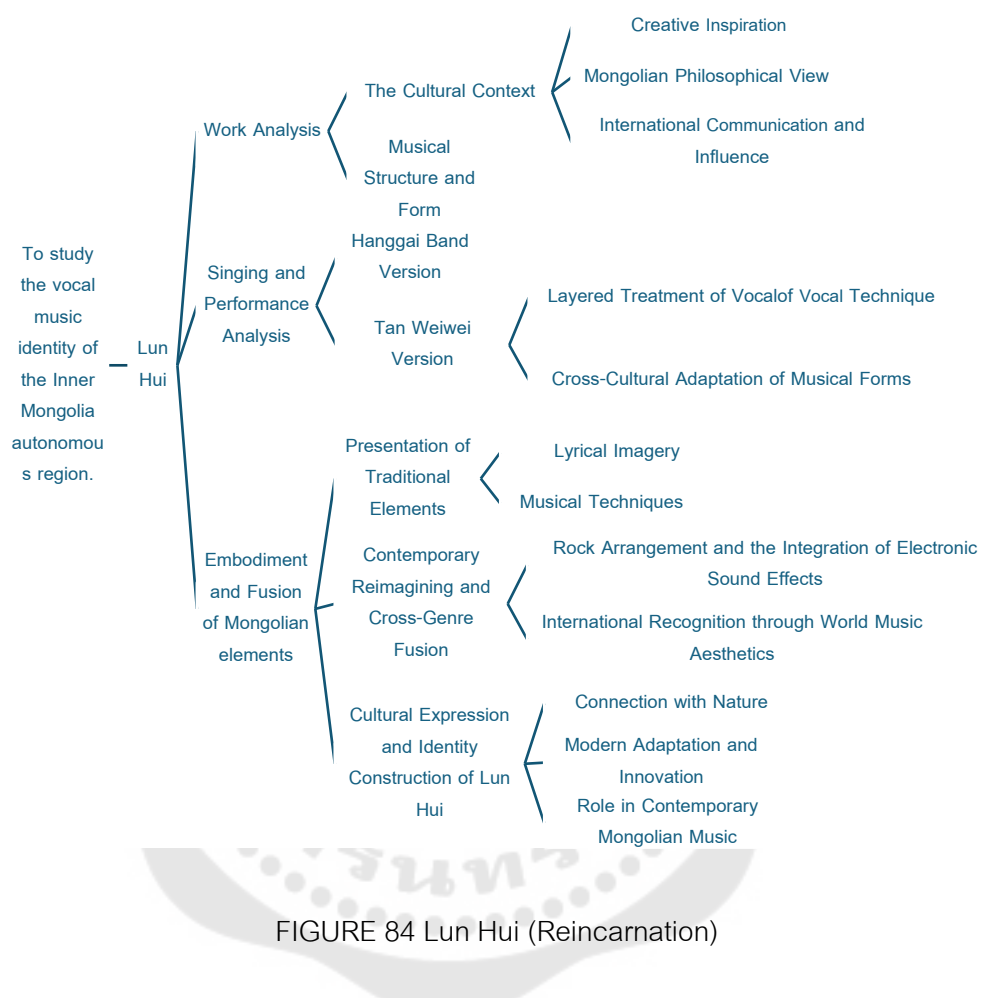 To study
the vocal
music
identity of
the Inner
Mongolia
autonomou
s region.
Lun
Hui
Work Analysis
The Cultural Context
Creative Inspiration
Mongolian Philosophical View
International Communication and
Influence
Musical
Structure and
Form
Singing and
Performance
Analysis
Hanggai Band
Version
Tan Weiwei
Version
Layered Treatment of Vocalof Vocal Technique
Cross-Cultural Adaptation of Musical Forms
Embodiment
and Fusion
of Mongolian
elements
Presentation of
Traditional
Elements
Lyrical Imagery
Musical Techniques
Contemporary
Reimagining and
Cross-Genre
Fusion
Rock Arrangement and the Integration of Electronic
Sound Effects
International Recognition through World Music
Aesthetics
Cultural Expression
and Identity
Construction of Lun
Hui
Connection with Nature
Modern Adaptation and
Innovation
Role in Contemporary
Mongolian Music
FIGURE 84 Lun Hui (Reincarnation)